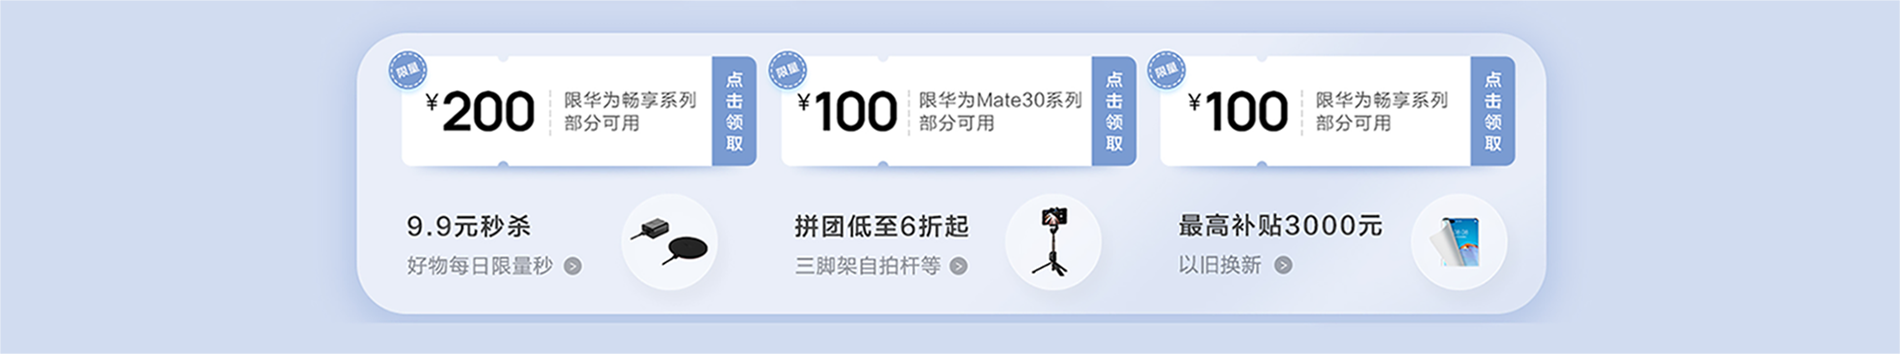 限量
¥200
限华为畅享系列
部分可用
点击领取
限量
¥100
限华为Mate30系列
部分可用
点击领取
限量
¥100
限华为畅享系列
部分可用
点击领取
9.9元秒杀
好物每日限量秒
拼团低至6折起
三脚架自拍杆等
最高补贴3000元
以旧换新